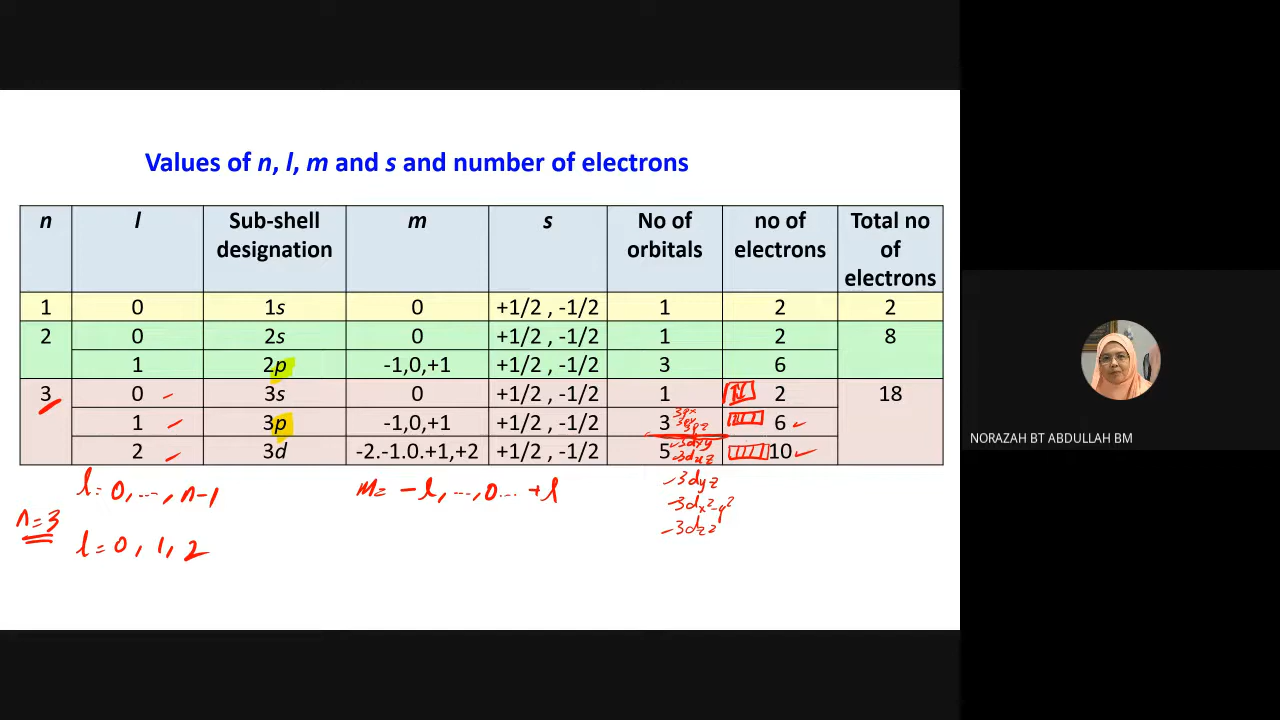 Values of n, l, m and s and number of electrons
n l Sub-shell designation m s No of orbitals no of electrons Total no of electrons
1 0 1s 0 +1/2 , -1/2 1 2 2
2 0 2s 0 +1/2 , -1/2 1 2 8
1 2p -1,0,+1 +1/2 , -1/2 3 6
3 0 3s 0 +1/2 , -1/2 1 2 18
1 3p -1,0,+1 +1/2 , -1/2 3 3px 3py 3pz 6
2 3d -2.-1.0.+1,+2 +1/2 , -1/2 5 3dxy 3dxz 10
3dyz
3dx²-y²
3dz²
l = 0, ..., n-1
m = -l, ..., 0... +l
n=3
l = 0, 1, 2
NORAZAH BT ABDULLAH BM